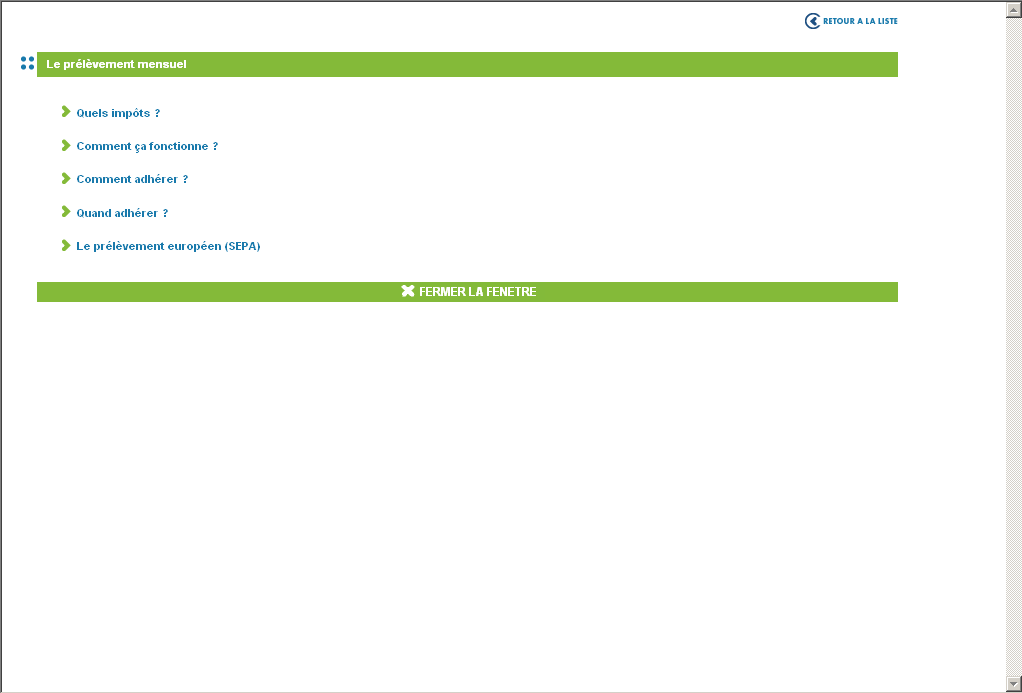 RETOUR A LA LISTE
Le prélèvement mensuel
Quels impôts ?
Comment ça fonctionne ?
Comment adhérer ?
Quand adhérer ?
Le prélèvement européen (SEPA)
FERMER LA FENETRE